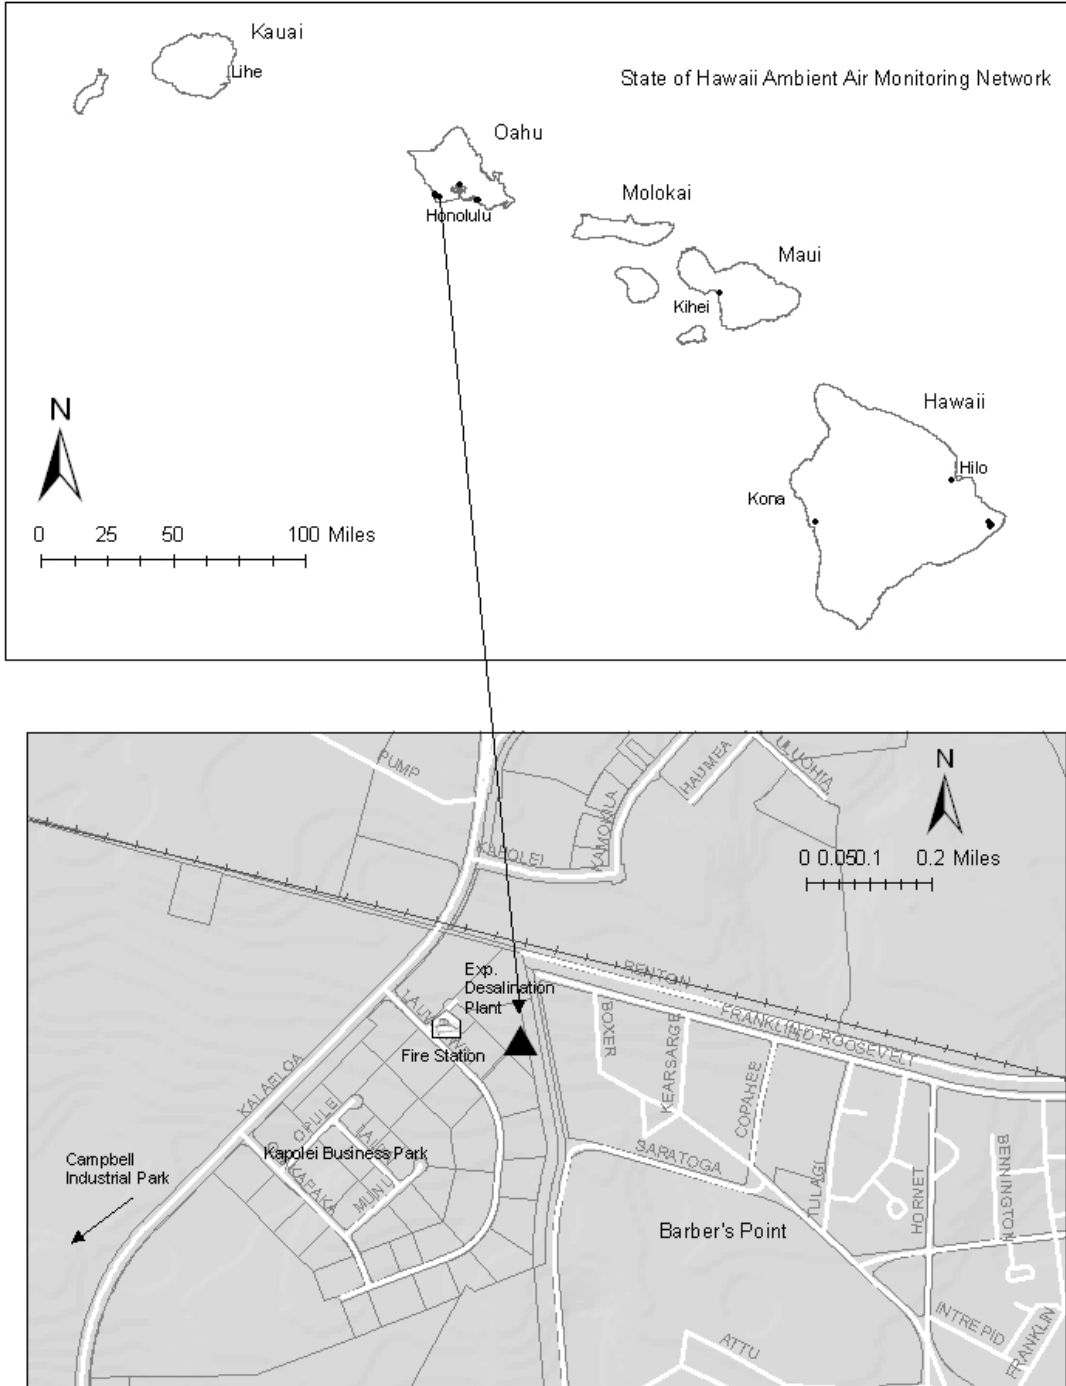 Kauai
Lihe
State of Hawaii Ambient Air Monitoring Network
Oahu
Honolulu
Molokai
Maui
Kihei
Hawaii
Hilo
Kona
N
0 25 50 100 Miles
PUMP
HAUMEA
ULUOHIA
N
KAMOKILA
KAPOLEI
0 0.050.1 0.2 Miles
RENTON
Exp.
Desalination
Plant
FRANKLIN D ROOSEVELT
BOXER
KEARSARGE
COPAHEE
Fire Station
KALAELOA
OPULE
Kapolei Business Park
MUNU
SARATOGA
TULAGI
HORNET
BENNINGTON
Campbell
Industrial Park
Barber's Point
INTREPID
FRANKLIN
ATTU